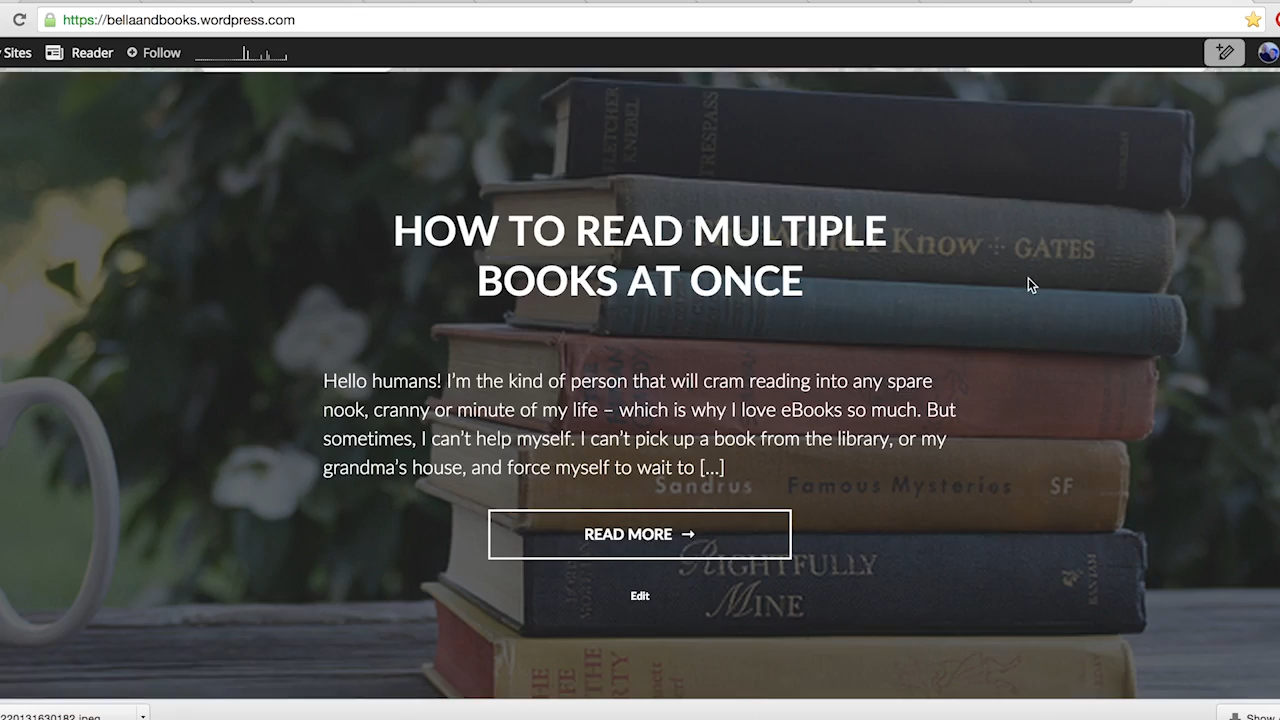 https://bellaandbooks.wordpress.com
Sites Reader Follow
FLETCHER
KNEBEL
TRESPASS
HOW TO READ MULTIPLE
BOOKS AT ONCE
Know GATES
Hello humans! I'm the kind of person that will cram reading into any spare
nook, cranny or minute of my life – which is why I love eBooks so much. But
sometimes, I can't help myself. I can't pick up a book from the library, or my
grandma's house, and force myself to wait to [...]
Sandrus Famous Mysteries SF
READ MORE →
RIGHTFULLY
MINE
BANTAM
Edit
THE
PARTY
220131630182.jpeg
Show